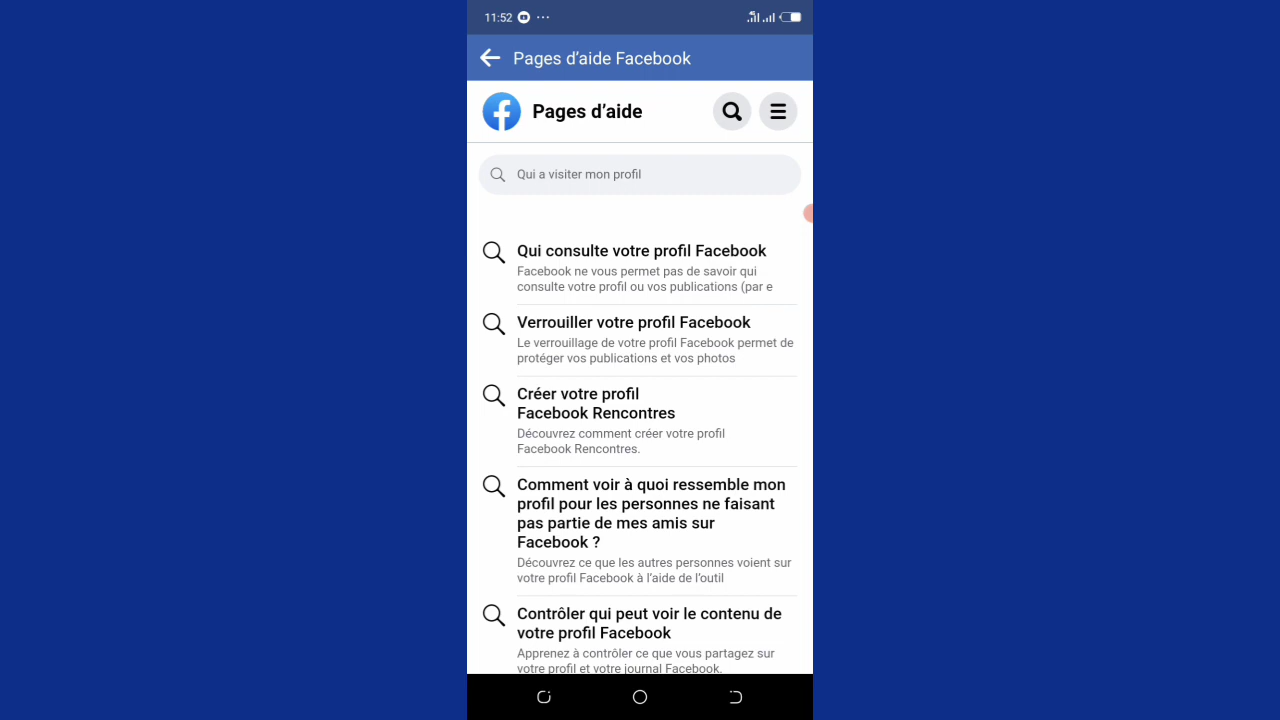 11:52
Pages d’aide Facebook
Pages d’aide
Qui a visiter mon profil
Qui consulte votre profil Facebook
Facebook ne vous permet pas de savoir qui
consulte votre profil ou vos publications (par e
Verrouiller votre profil Facebook
Le verrouillage de votre profil Facebook permet de
protéger vos publications et vos photos
Créer votre profil
Facebook Rencontres
Découvrez comment créer votre profil
Facebook Rencontres.
Comment voir à quoi ressemble mon
profil pour les personnes ne faisant
pas partie de mes amis sur
Facebook ?
Découvrez ce que les autres personnes voient sur
votre profil Facebook à l’aide de l’outil
Contrôler qui peut voir le contenu de
votre profil Facebook
Apprenez à contrôler ce que vous partagez sur
votre profil et votre journal Facebook.